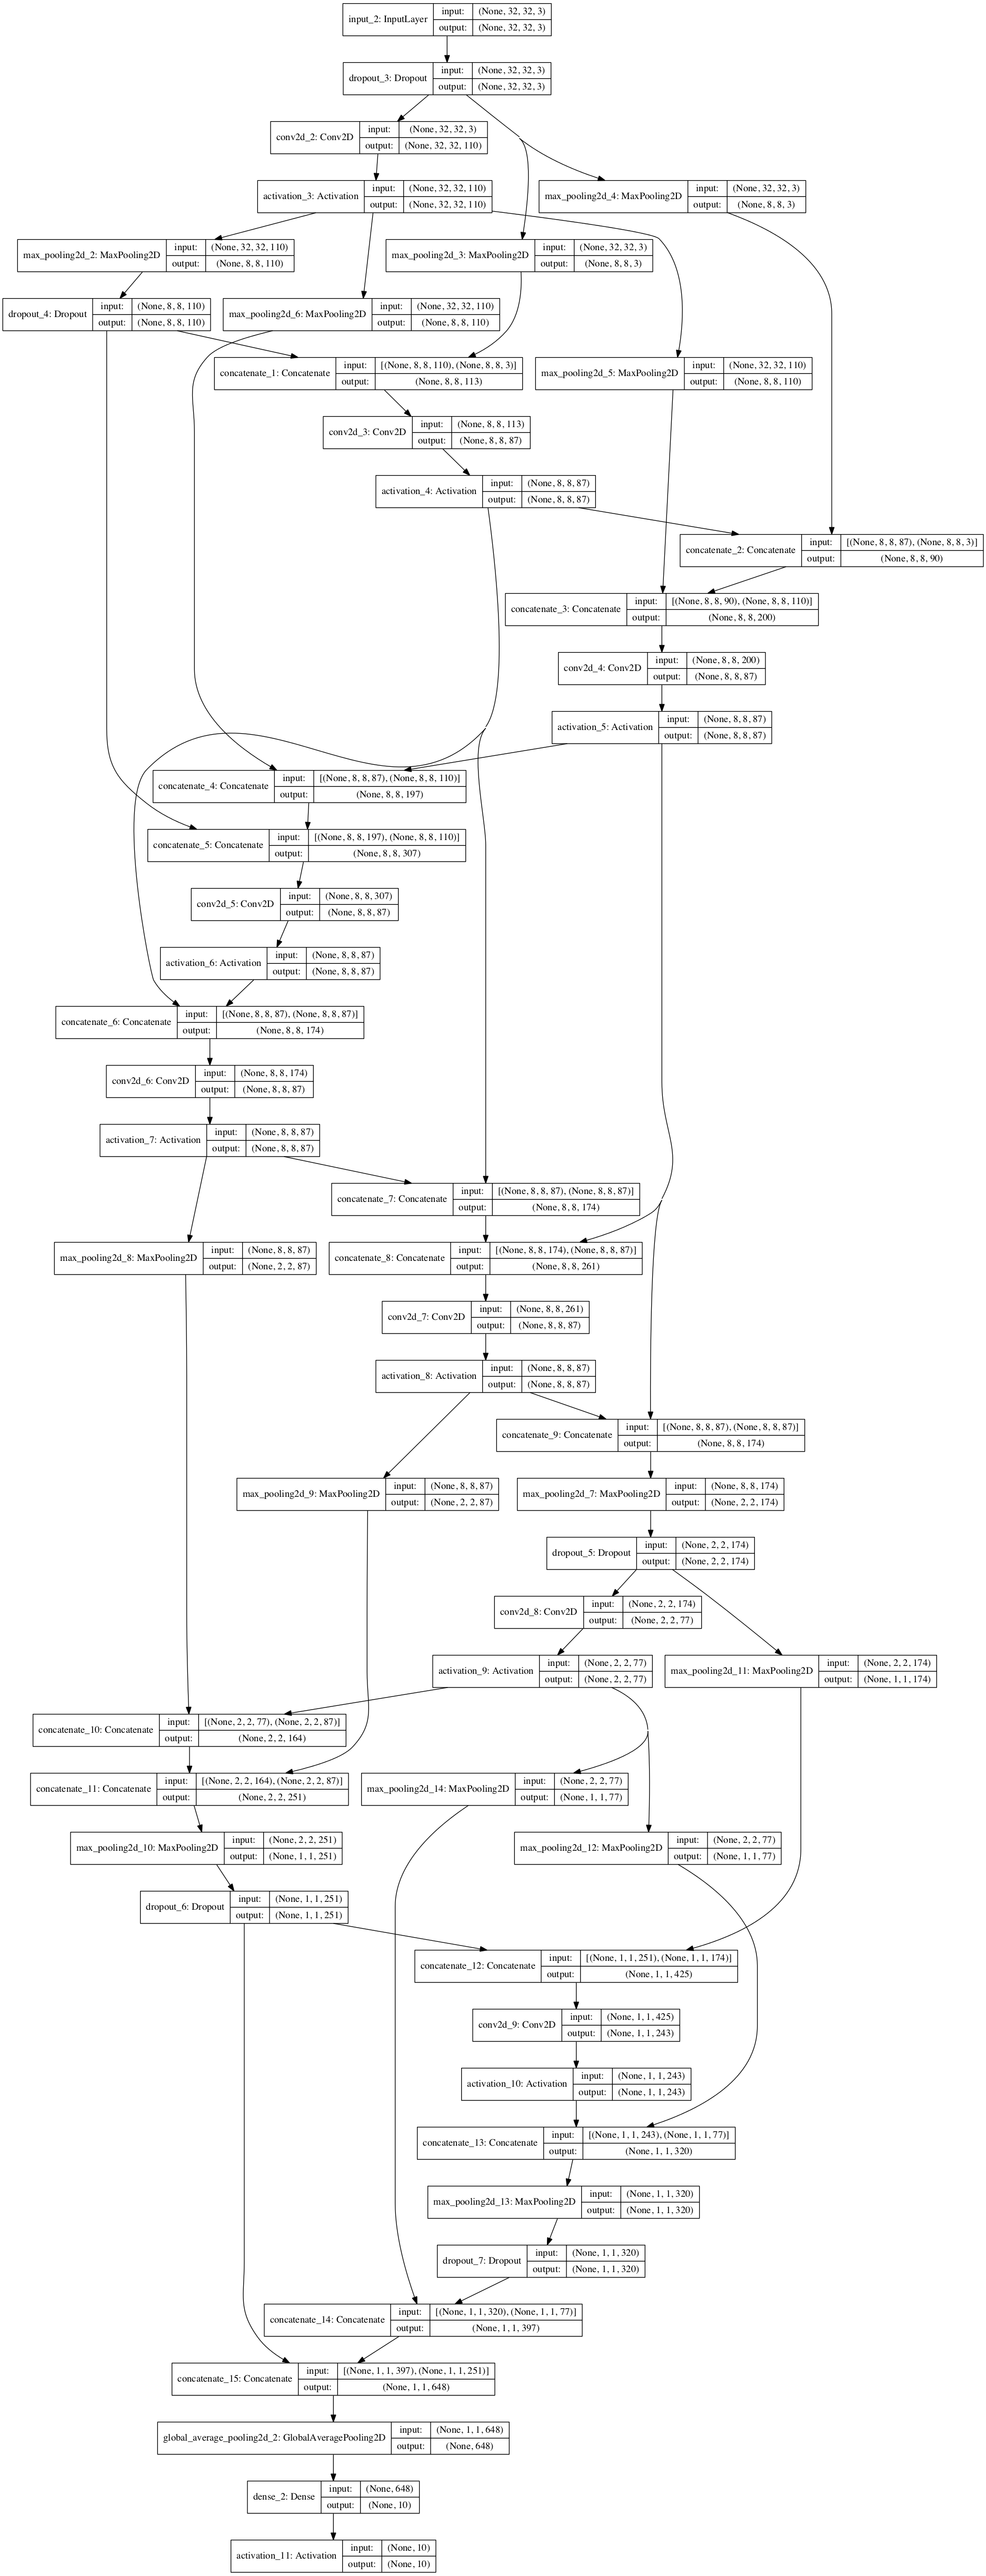 input_2: InputLayer
input: (None, 32, 32, 3)
output: (None, 32, 32, 3)
dropout_3: Dropout
input: (None, 32, 32, 3)
output: (None, 32, 32, 3)
conv2d_2: Conv2D
input: (None, 32, 32, 3)
output: (None, 32, 32, 110)
activation_3: Activation
input: (None, 32, 32, 110)
output: (None, 32, 32, 110)
max_pooling2d_4: MaxPooling2D
input: (None, 32, 32, 3)
output: (None, 8, 8, 3)
max_pooling2d_2: MaxPooling2D
input: (None, 32, 32, 110)
output: (None, 8, 8, 110)
max_pooling2d_3: MaxPooling2D
input: (None, 32, 32, 3)
output: (None, 8, 8, 3)
dropout_4: Dropout
input: (None, 8, 8, 110)
output: (None, 8, 8, 110)
max_pooling2d_6: MaxPooling2D
input: (None, 32, 32, 110)
output: (None, 8, 8, 110)
concatenate_1: Concatenate
input: [(None, 8, 8, 110), (None, 8, 8, 3)]
output: (None, 8, 8, 113)
max_pooling2d_5: MaxPooling2D
input: (None, 32, 32, 110)
output: (None, 8, 8, 110)
conv2d_3: Conv2D
input: (None, 8, 8, 113)
output: (None, 8, 8, 87)
activation_4: Activation
input: (None, 8, 8, 87)
output: (None, 8, 8, 87)
concatenate_2: Concatenate
input: [(None, 8, 8, 87), (None, 8, 8, 3)]
output: (None, 8, 8, 90)
concatenate_3: Concatenate
input: [(None, 8, 8, 90), (None, 8, 8, 110)]
output: (None, 8, 8, 200)
conv2d_4: Conv2D
input: (None, 8, 8, 200)
output: (None, 8, 8, 87)
activation_5: Activation
input: (None, 8, 8, 87)
output: (None, 8, 8, 87)
concatenate_4: Concatenate
input: [(None, 8, 8, 87), (None, 8, 8, 110)]
output: (None, 8, 8, 197)
concatenate_5: Concatenate
input: [(None, 8, 8, 197), (None, 8, 8, 110)]
output: (None, 8, 8, 307)
conv2d_5: Conv2D
input: (None, 8, 8, 307)
output: (None, 8, 8, 87)
activation_6: Activation
input: (None, 8, 8, 87)
output: (None, 8, 8, 87)
concatenate_6: Concatenate
input: [(None, 8, 8, 87), (None, 8, 8, 87)]
output: (None, 8, 8, 174)
conv2d_6: Conv2D
input: (None, 8, 8, 174)
output: (None, 8, 8, 87)
activation_7: Activation
input: (None, 8, 8, 87)
output: (None, 8, 8, 87)
concatenate_7: Concatenate
input: [(None, 8, 8, 87), (None, 8, 8, 87)]
output: (None, 8, 8, 174)
max_pooling2d_8: MaxPooling2D
input: (None, 8, 8, 87)
output: (None, 2, 2, 87)
concatenate_8: Concatenate
input: [(None, 8, 8, 174), (None, 8, 8, 87)]
output: (None, 8, 8, 261)
conv2d_7: Conv2D
input: (None, 8, 8, 261)
output: (None, 8, 8, 87)
activation_8: Activation
input: (None, 8, 8, 87)
output: (None, 8, 8, 87)
concatenate_9: Concatenate
input: [(None, 8, 8, 87), (None, 8, 8, 87)]
output: (None, 8, 8, 174)
max_pooling2d_9: MaxPooling2D
input: (None, 8, 8, 87)
output: (None, 2, 2, 87)
max_pooling2d_7: MaxPooling2D
input: (None, 8, 8, 174)
output: (None, 2, 2, 174)
dropout_5: Dropout
input: (None, 2, 2, 174)
output: (None, 2, 2, 174)
conv2d_8: Conv2D
input: (None, 2, 2, 174)
output: (None, 2, 2, 77)
activation_9: Activation
input: (None, 2, 2, 77)
output: (None, 2, 2, 77)
max_pooling2d_11: MaxPooling2D
input: (None, 2, 2, 174)
output: (None, 1, 1, 174)
concatenate_10: Concatenate
input: [(None, 2, 2, 77), (None, 2, 2, 87)]
output: (None, 2, 2, 164)
concatenate_11: Concatenate
input: [(None, 2, 2, 164), (None, 2, 2, 87)]
output: (None, 2, 2, 251)
max_pooling2d_14: MaxPooling2D
input: (None, 2, 2, 77)
output: (None, 1, 1, 77)
max_pooling2d_10: MaxPooling2D
input: (None, 2, 2, 251)
output: (None, 1, 1, 251)
max_pooling2d_12: MaxPooling2D
input: (None, 2, 2, 77)
output: (None, 1, 1, 77)
dropout_6: Dropout
input: (None, 1, 1, 251)
output: (None, 1, 1, 251)
concatenate_12: Concatenate
input: [(None, 1, 1, 251), (None, 1, 1, 174)]
output: (None, 1, 1, 425)
conv2d_9: Conv2D
input: (None, 1, 1, 425)
output: (None, 1, 1, 243)
activation_10: Activation
input: (None, 1, 1, 243)
output: (None, 1, 1, 243)
concatenate_13: Concatenate
input: [(None, 1, 1, 243), (None, 1, 1, 77)]
output: (None, 1, 1, 320)
max_pooling2d_13: MaxPooling2D
input: (None, 1, 1, 320)
output: (None, 1, 1, 320)
dropout_7: Dropout
input: (None, 1, 1, 320)
output: (None, 1, 1, 320)
concatenate_14: Concatenate
input: [(None, 1, 1, 320), (None, 1, 1, 77)]
output: (None, 1, 1, 397)
concatenate_15: Concatenate
input: [(None, 1, 1, 397), (None, 1, 1, 251)]
output: (None, 1, 1, 648)
global_average_pooling2d_2: GlobalAveragePooling2D
input: (None, 1, 1, 648)
output: (None, 648)
dense_2: Dense
input: (None, 648)
output: (None, 10)
activation_11: Activation
input: (None, 10)
output: (None, 10)